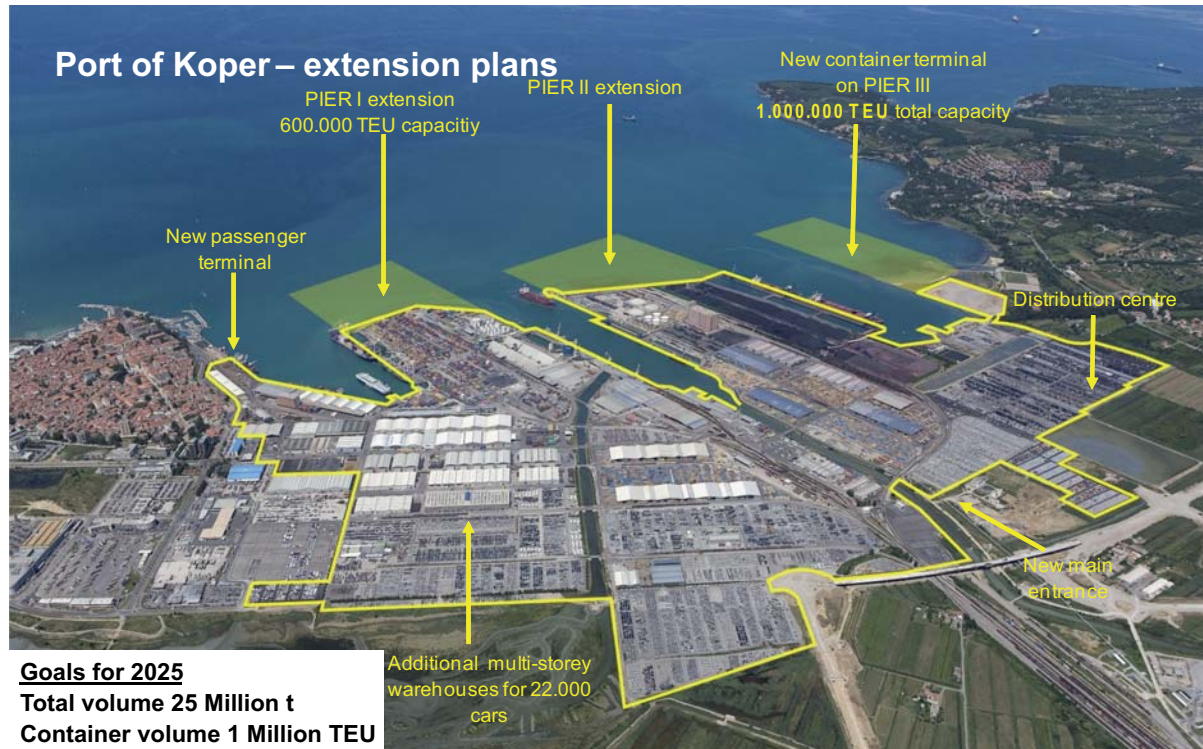 Port of Koper – extension plans
PIER I extension
600.000 TEU capacitiy
PIER II extension
New container terminal
on PIER III
1.000.000 TEU total capacity
New passenger
terminal
Distribution centre
New main
entrance
Additional multi-storey
warehouses for 22.000
cars
Goals for 2025
Total volume 25 Million t
Container volume 1 Million TEU